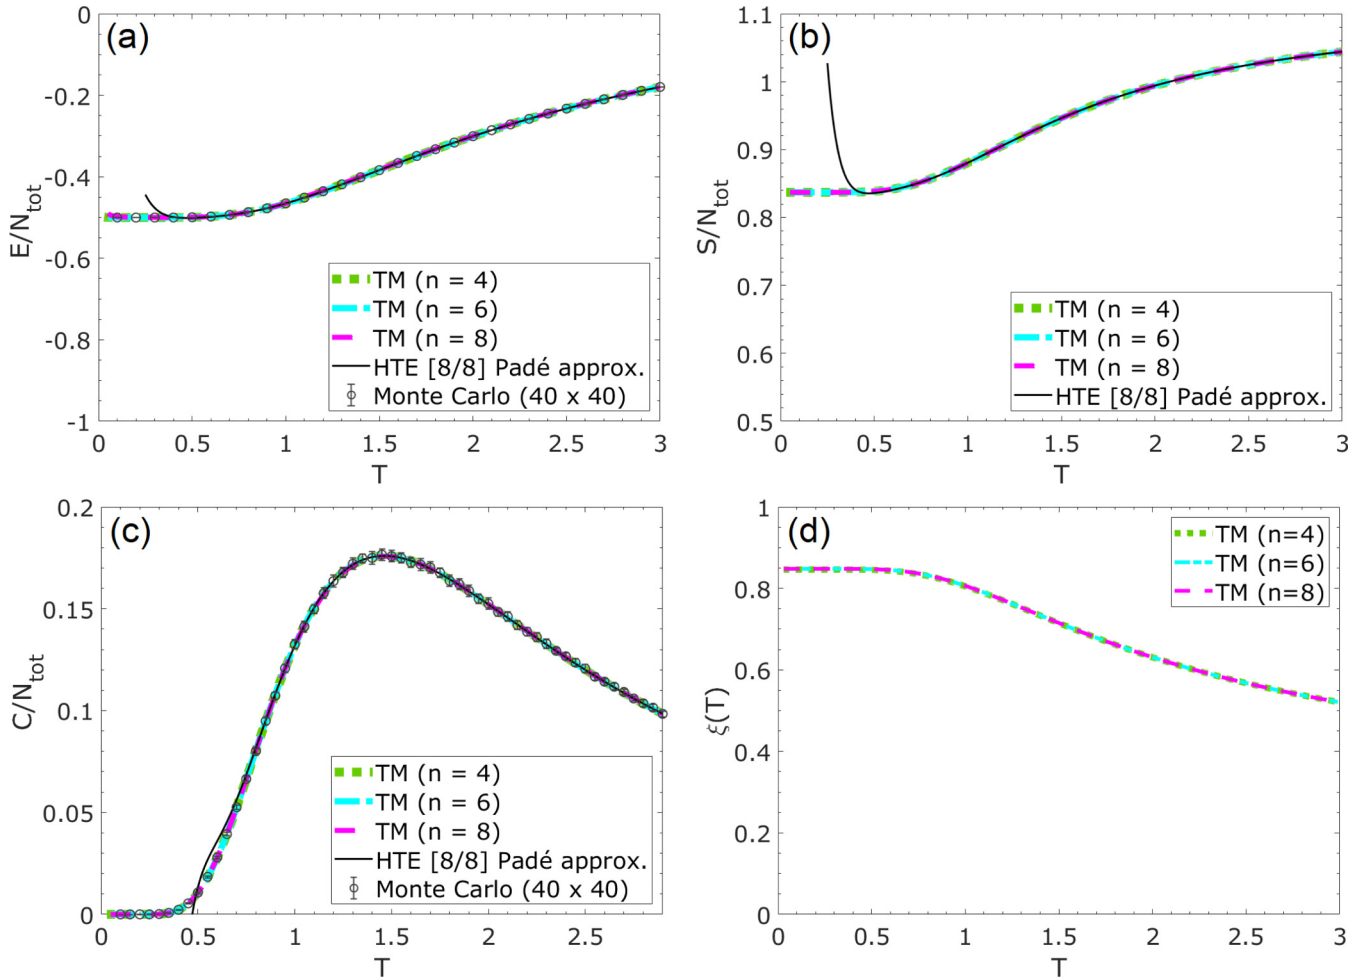 (a)
E/N_tot
0
-0.2
-0.4
-0.6
-0.8
-1
0 0.5 1 1.5 2 2.5 3
T
TM (n = 4)
TM (n = 6)
TM (n = 8)
HTE [8/8] Padé approx.
Monte Carlo (40 x 40)
(b)
S/N_tot
1.1
1
0.9
0.8
0.7
0.6
0.5
0 0.5 1 1.5 2 2.5 3
T
TM (n = 4)
TM (n = 6)
TM (n = 8)
HTE [8/8] Padé approx.
(c)
C/N_tot
0.2
0.15
0.1
0.05
0
0 0.5 1 1.5 2 2.5
T
TM (n = 4)
TM (n = 6)
TM (n = 8)
HTE [8/8] Padé approx.
Monte Carlo (40 x 40)
(d)
ξ(T)
1
0.8
0.6
0.4
0.2
0
0 0.5 1 1.5 2 2.5 3
T
TM (n=4)
TM (n=6)
TM (n=8)